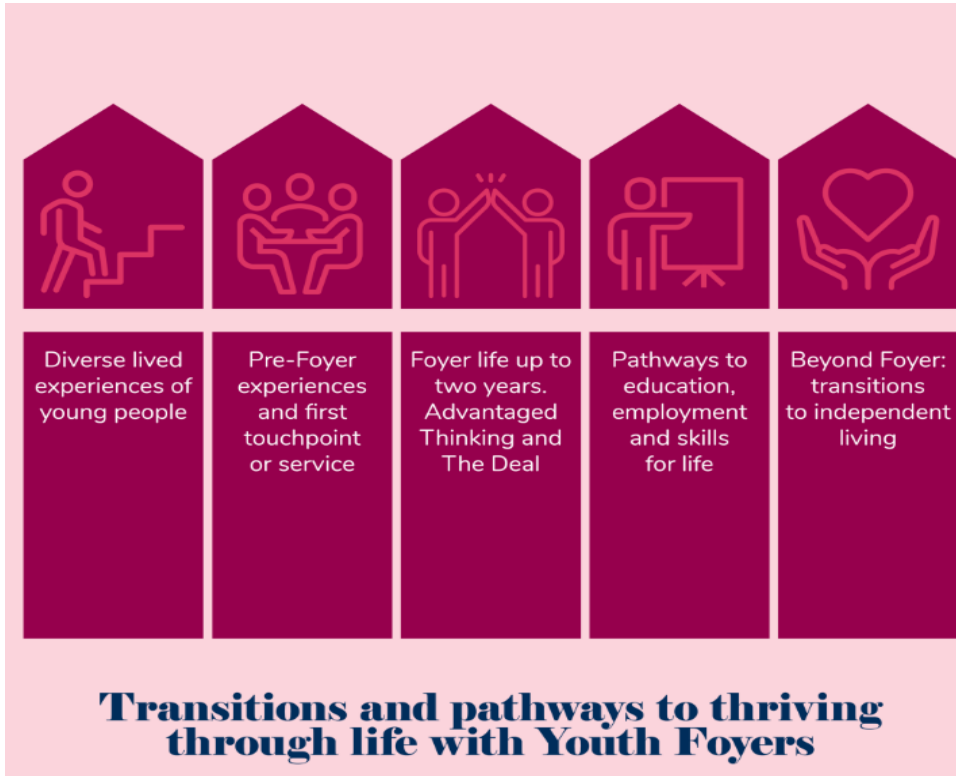 Diverse lived
experiences of
young people
Pre-Foyer
experiences
and first
touchpoint
or service
Foyer life up to
two years.
Advantaged
Thinking and
The Deal
Pathways to
education,
employment
and skills
for life
Beyond Foyer:
transitions
to independent
living
Transitions and pathways to thriving
through life with Youth Foyers